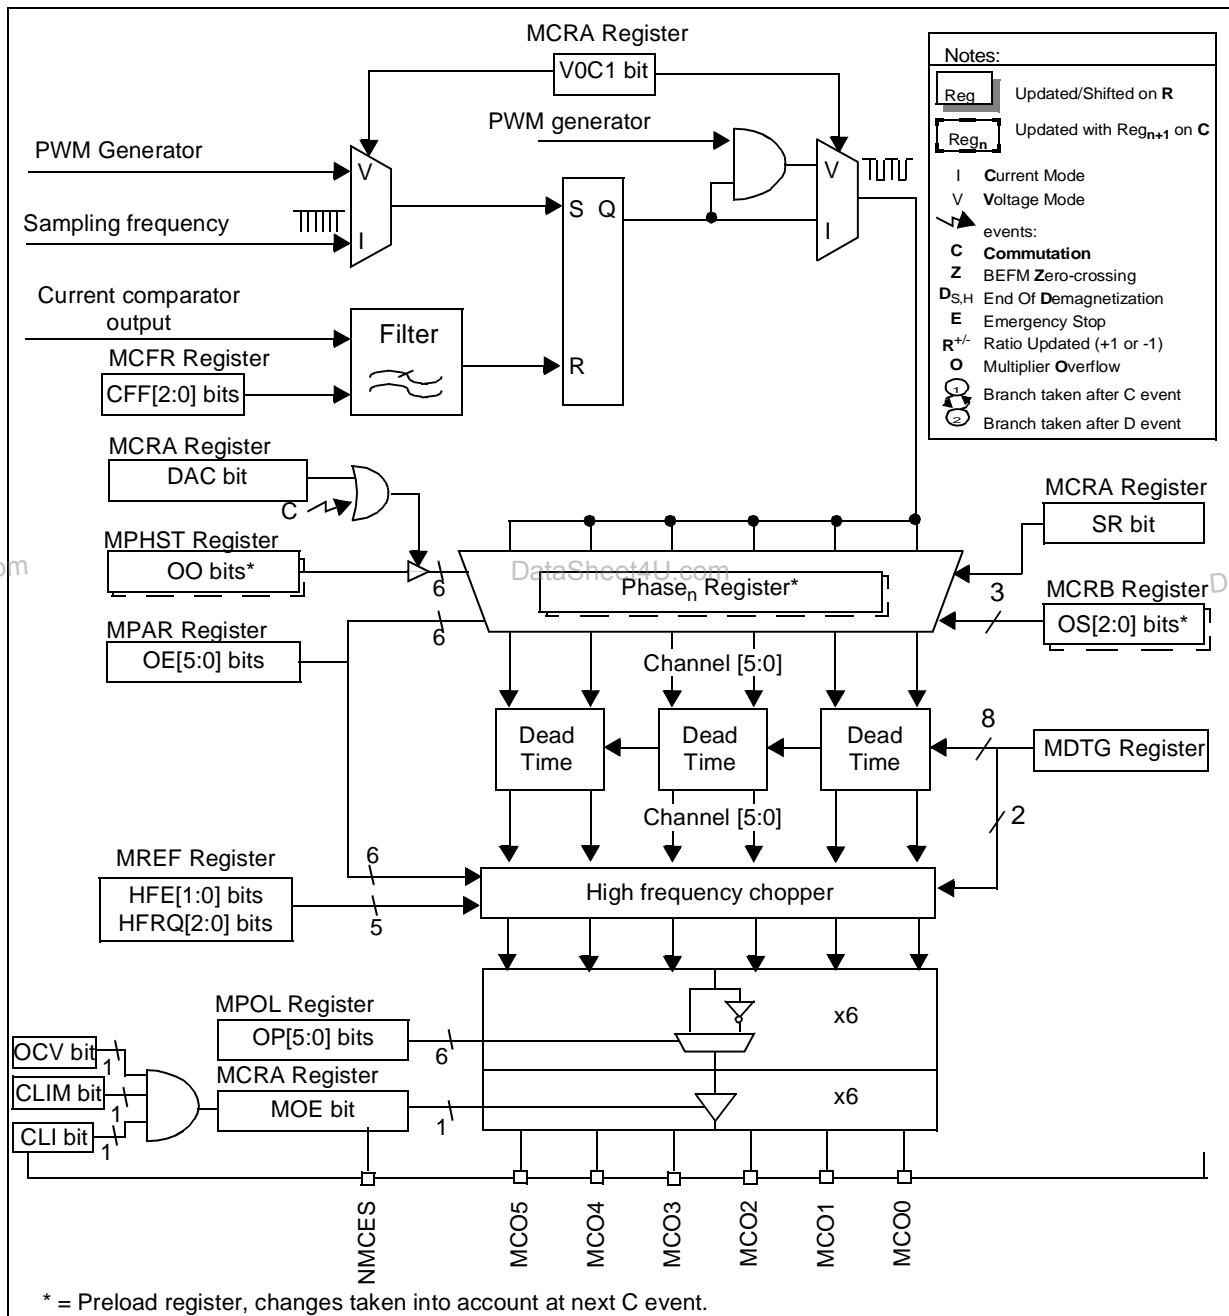 MCRA Register
V0C1 bit
PWM generator
PWM Generator
V
Sampling frequency
I
S Q
R
V
I
Current comparator
output
Filter
MCFR Register
CFF[2:0] bits
Notes:
Reg
Updated/Shifted on R
Regn
Updated with Regn+1 on C
I Current Mode
V Voltage Mode
events:
C Commutation
Z BEFM Zero-crossing
DS,H End Of Demagnetization
E Emergency Stop
R+/- Ratio Updated (+1 or -1)
O Multiplier Overflow
1 Branch taken after C event
2 Branch taken after D event
MCRA Register
DAC bit
C
MCRA Register
SR bit
MPHST Register
OO bits*
6
om
DataSheet4U.com
D
Phasen Register*
3
MCRB Register
OS[2:0] bits*
MPAR Register
OE[5:0] bits
6
Channel [5:0]
Dead
Time
Dead
Time
Dead
Time
8
MDTG Register
Channel [5:0]
2
MREF Register
HFE[1:0] bits
HFRQ[2:0] bits
6
5
High frequency chopper
MPOL Register
OP[5:0] bits
6
x6
OCV bit
1
CLIM bit
1
CLI bit
1
MCRA Register
MOE bit
1
x6
NMCES
MCO5
MCO4
MCO3
MCO2
MCO1
MCO0
* = Preload register, changes taken into account at next C event.